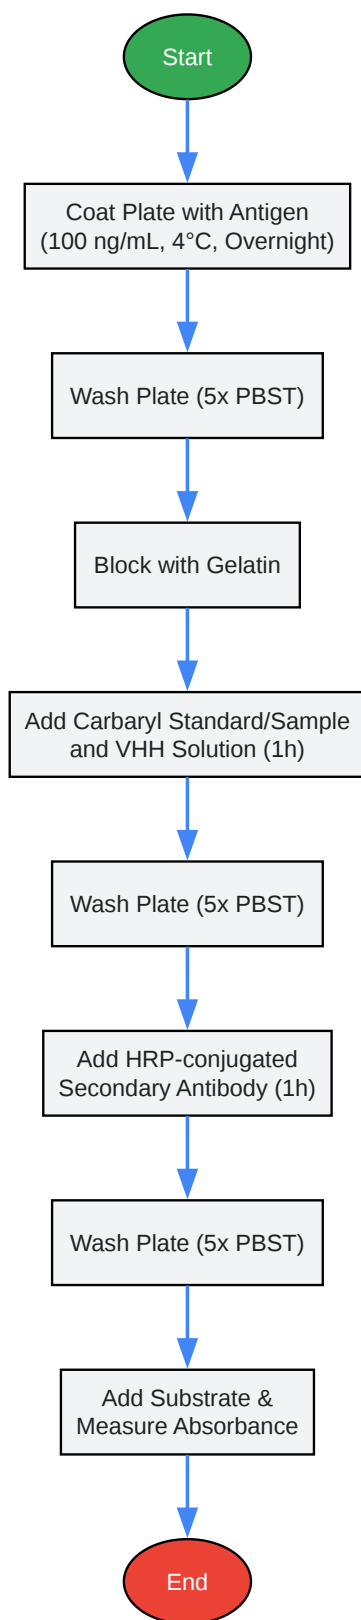 Start
Coat Plate with Antigen
(100 ng/mL, 4°C, Overnight)
Wash Plate (5x PBST)
Block with Gelatin
Add Carbaryl Standard/Sample
and VHH Solution (1h)
Wash Plate (5x PBST)
Add HRP-conjugated
Secondary Antibody (1h)
Wash Plate (5x PBST)
Add Substrate &
Measure Absorbance
End